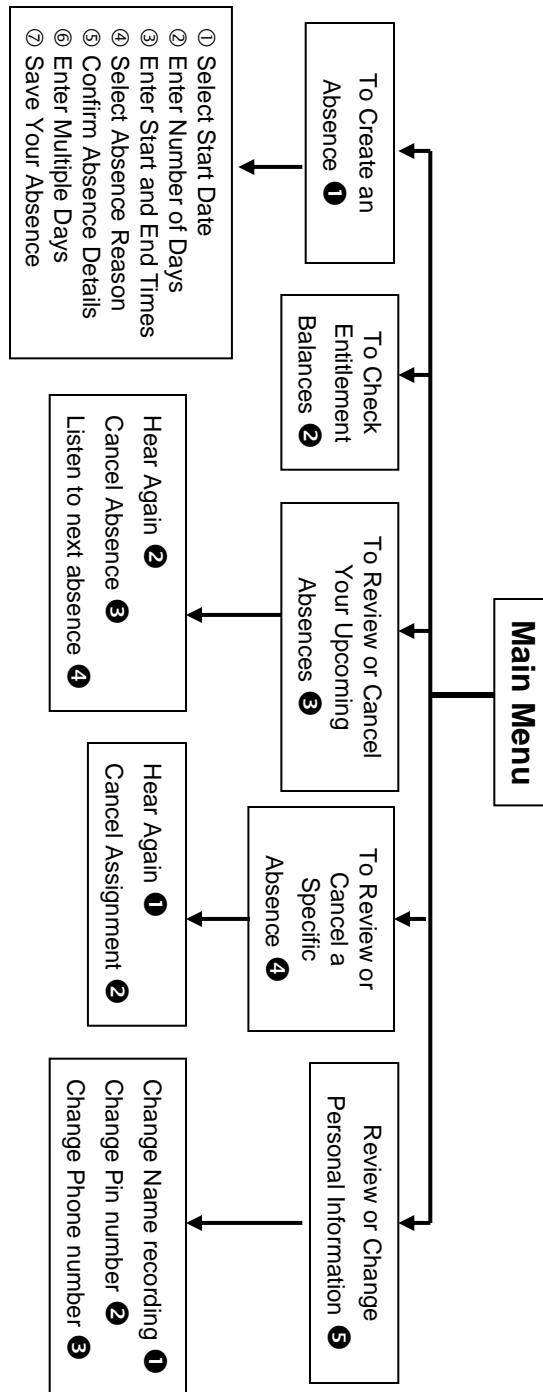 Main Menu
To Create an
Absence ❶
① Select Start Date
② Enter Number of Days
③ Enter Start and End Times
④ Select Absence Reason
⑤ Confirm Absence Details
⑥ Enter Multiple Days
⑦ Save Your Absence
To Check
Entitlement
Balances ❷
To Review or Cancel
Your Upcoming
Absences ❸
Hear Again ❷
Cancel Absence ❸
Listen to next absence ❹
To Review or
Cancel a
Specific
Absence ❹
Hear Again ❶
Cancel Assignment ❷
Review or Change
Personal Information ❺
Change Name recording ❶
Change Pin number ❷
Change Phone number ❸